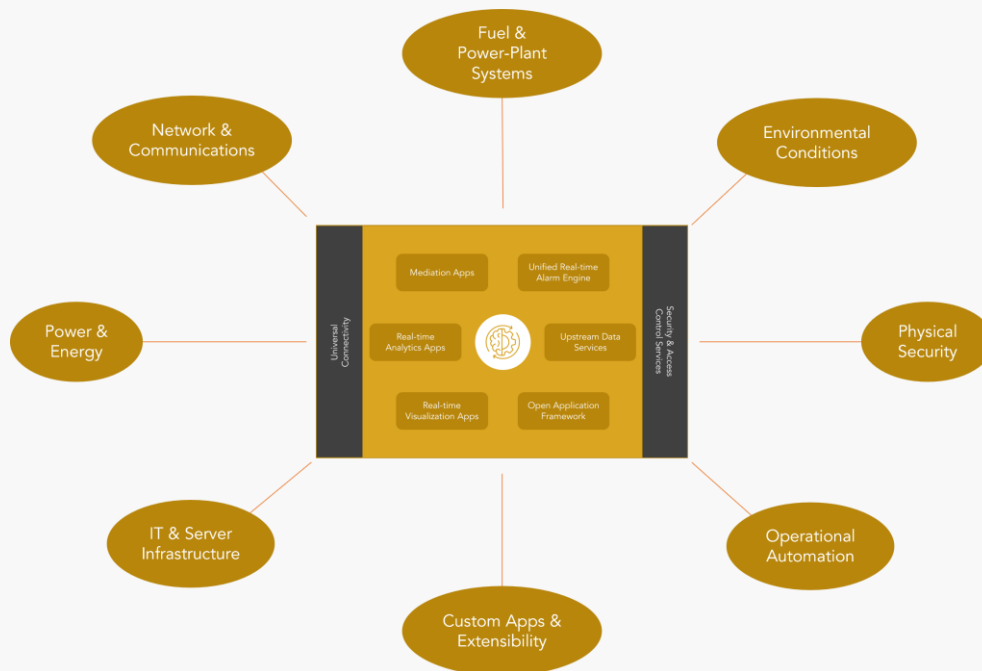 Fuel &
Power-Plant
Systems
Network &
Communications
Environmental
Conditions
Universal
Connectivity
Mediation Apps
Unified Real-time
Alarm Engine
Security & Access
Control Services
Power &
Energy
Real-time
Analytics Apps
Upstream Data
Services
Physical
Security
Real-time
Visualization Apps
Open Application
Framework
IT & Server
Infrastructure
Operational
Automation
Custom Apps &
Extensibility